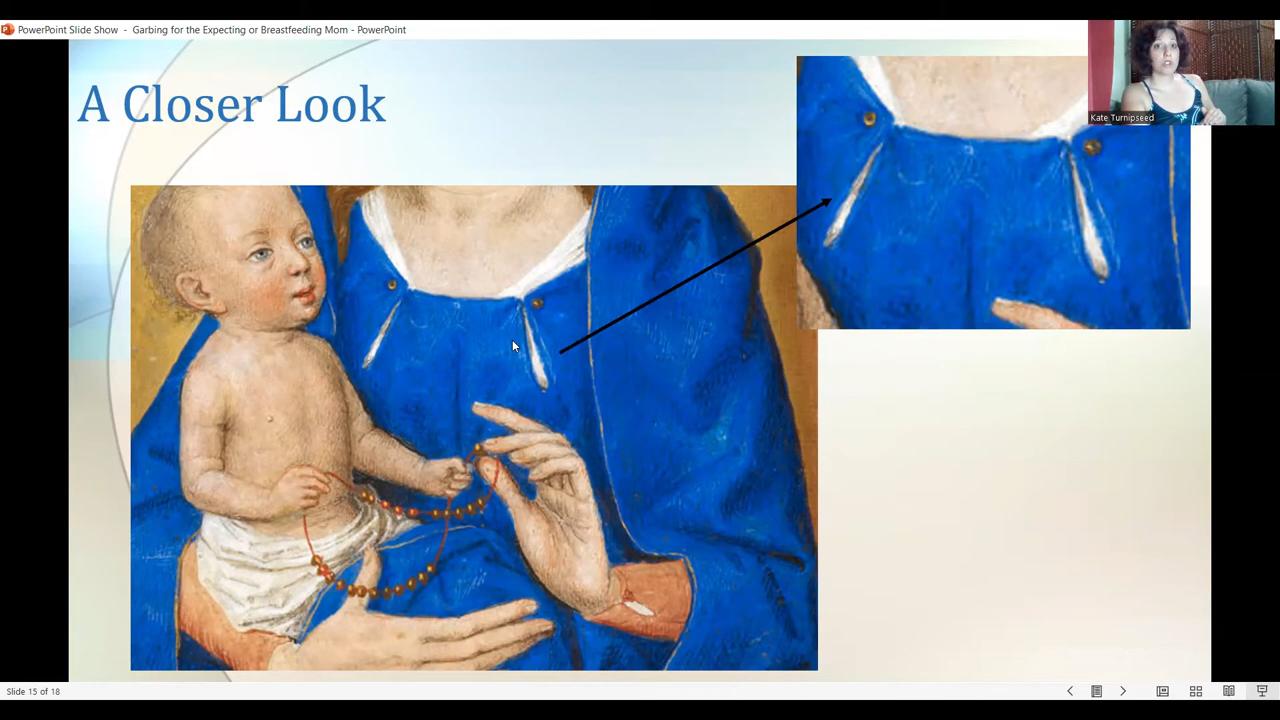 PowerPoint Slide Show - Garbing for the Expecting or Breastfeeding Mom - PowerPoint
A Closer Look
Kate Turnipseed
Slide 15 of 18